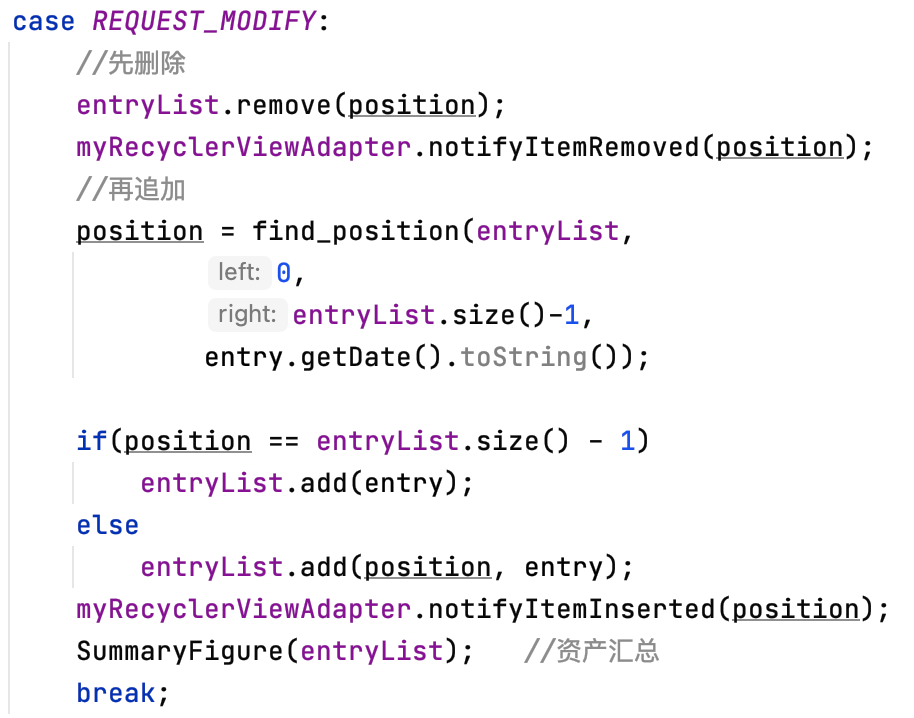 case REQUEST_MODIFY:
//先删除
entryList.remove(position);
myRecyclerViewAdapter.notifyItemRemoved(position);
//再追加
position = find_position(entryList,
left: 0,
right: entryList.size()-1,
entry.getDate().toString());
if(position == entryList.size() - 1)
entryList.add(entry);
else
entryList.add(position, entry);
myRecyclerViewAdapter.notifyItemInserted(position);
SummaryFigure(entryList); //资产汇总
break;